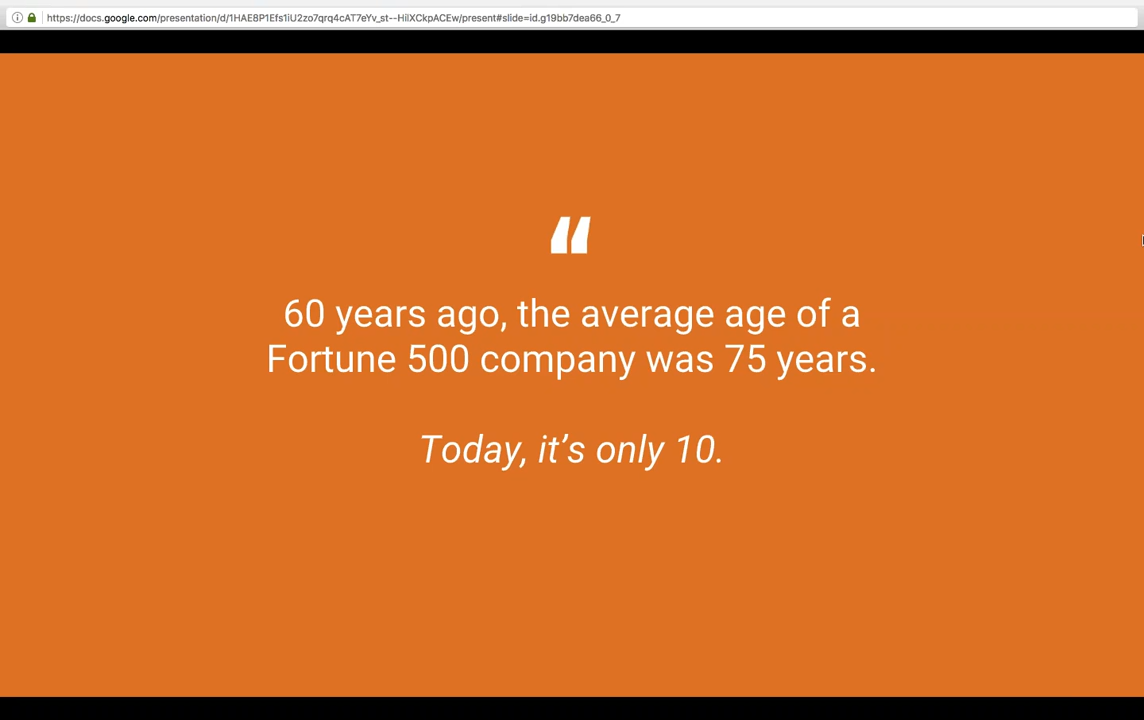 https://docs.google.com/presentation/d/1HAE8P1Efs1iU2zo7qrq4cAT7eYv_st--HilXCkpACEw/present#slide=id.g19bb7dea66_0_7
“
60 years ago, the average age of a
Fortune 500 company was 75 years.
Today, it’s only 10.